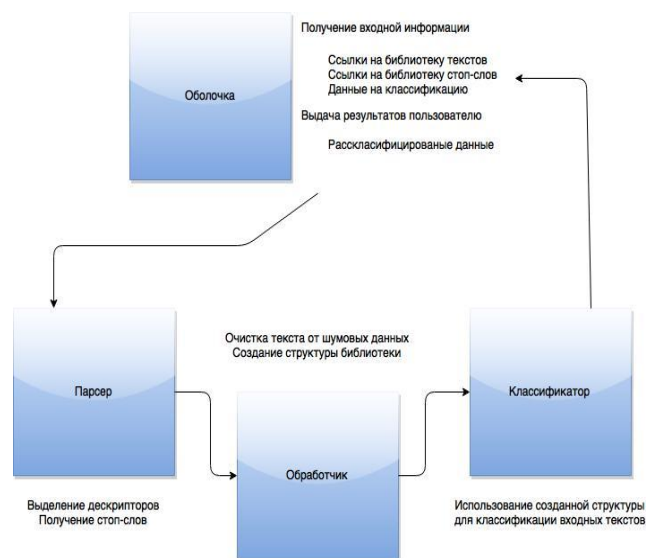 Получение входной информации
Ссылки на библиотеку текстов
Ссылки на библиотеку стоп-слов
Данные на классификацию
Оболочка
Выдача результатов пользователю
Расскласифицированые данные
Очистка текста от шумовых данных
Создание структуры библиотеки
Парсер
Классификатор
Обработчик
Выделение дескрипторов
Получение стоп-слов
Использование созданной структуры
для классификации входных текстов